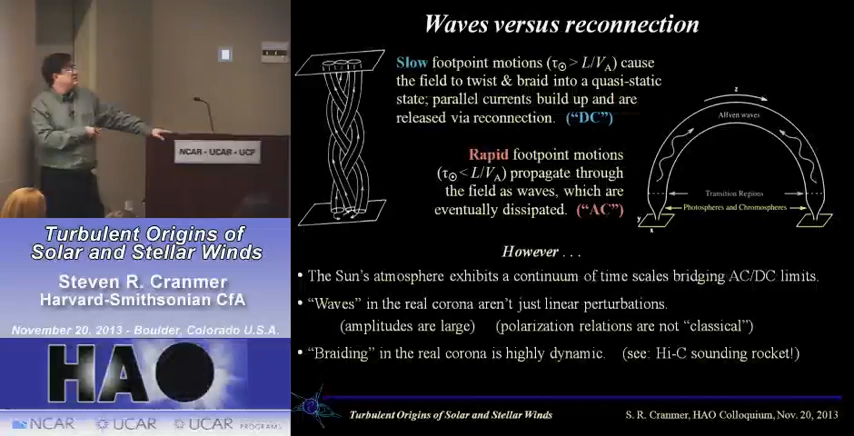 Waves versus reconnection
Slow footpoint motions (τ☉ > L/VA) cause
the field to twist & braid into a quasi-static
state; parallel currents build up and are
released via reconnection. (“DC”)
Rapid footpoint motions
(τ☉ < L/VA) propagate through
the field as waves, which are
eventually dissipated. (“AC”)
z
Alfven waves
Transition Regions
Photospheres and Chromospheres
y
x
However . . .
• The Sun’s atmosphere exhibits a continuum of time scales bridging AC/DC limits.
• “Waves” in the real corona aren’t just linear perturbations.
(amplitudes are large) (polarization relations are not “classical”)
• “Braiding” in the real corona is highly dynamic. (see: Hi-C sounding rocket!)
Turbulent Origins of Solar and Stellar Winds
S. R. Cranmer, HAO Colloquium, Nov. 20, 2013
NCAR - UCAR - UCP
Turbulent Origins of
Solar and Stellar Winds
Steven R. Cranmer
Harvard-Smithsonian CfA
November 20, 2013 - Boulder, Colorado U.S.A.
HAO
NCAR UCAR UCAR PROGRAMS